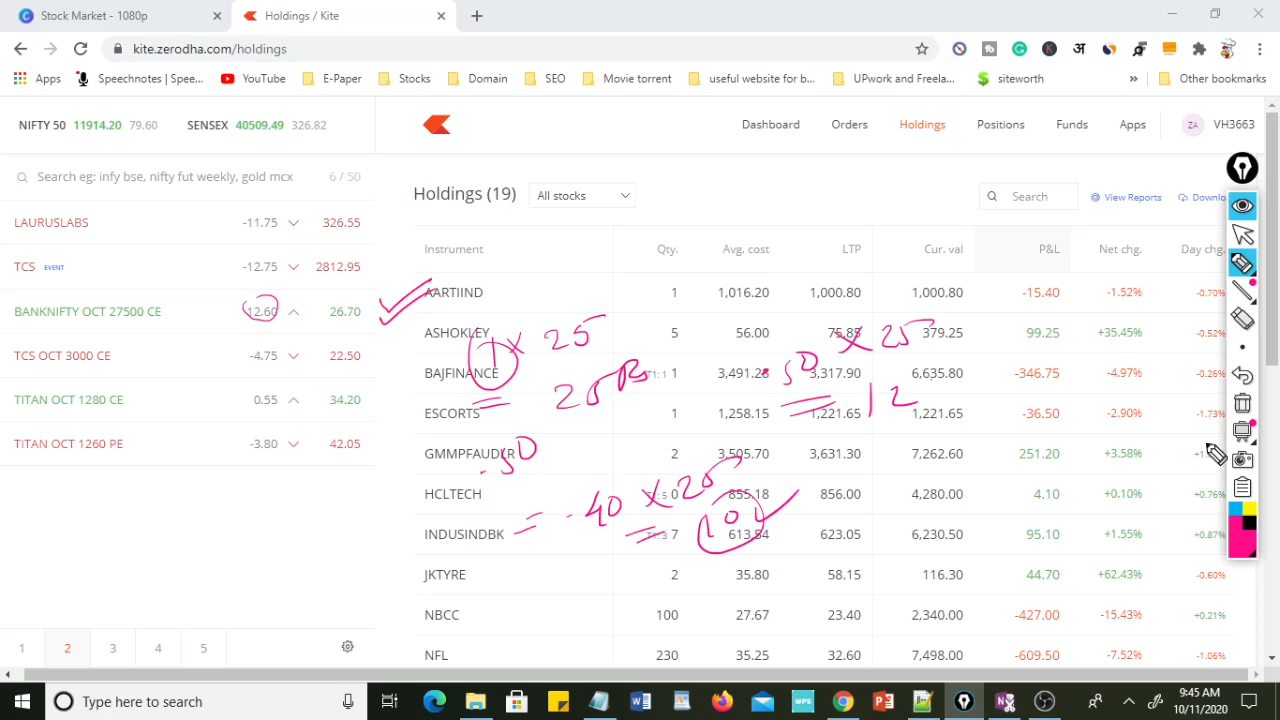 Stock Market - 1080p
Holdings / Kite
kite.zerodha.com/holdings
Apps
Speechnotes | Spee...
YouTube
E-Paper
Stocks
Domain
SEO
Movie torrent
useful website for b...
UPwork and Freela...
siteworth
»
Other bookmarks
NIFTY 50 11914.20 79.60 SENSEX 40509.49 326.82
Dashboard Orders Holdings Positions Funds Apps ZA VH3663
Search eg: infy bse, nifty fut weekly, gold mcx 6 / 50
LAURUSLABS -11.75 326.55
TCS EVENT -12.75 2812.95
BANKNIFTY OCT 27500 CE 12.60 26.70
TCS OCT 3000 CE -4.75 22.50
TITAN OCT 1280 CE 0.55 34.20
TITAN OCT 1260 PE -3.80 42.05
1 2 3 4 5
Holdings (19) All stocks Search View Reports Downlo
Instrument Qty. Avg. cost LTP Cur. val P&L Net chg. Day chg.
AARTIIND 1 1,016.20 1,000.80 1,000.80 -15.40 -1.52% -0.70%
ASHOKLEY 5 56.00 75.85 379.25 99.25 +35.45% -0.52%
BAJFINANCE T1: 1 1 3,491.28 3,317.90 6,635.80 -346.75 -4.97% -0.26%
ESCORTS 1 1,258.15 1,221.65 1,221.65 -36.50 -2.90% -1.73%
GMMPFAUDLR 2 3,505.70 3,631.30 7,262.60 251.20 +3.58%
HCLTECH T1: 5 0 855.18 856.00 4,280.00 4.10 +0.10% +0.76%
INDUSINDBK T1: 3 7 613.54 623.05 6,230.50 95.10 +1.55% +0.87%
JKTYRE 2 35.80 58.15 116.30 44.70 +62.43% -0.60%
NBCC 100 27.67 23.40 2,340.00 -427.00 -15.43% +0.21%
NFL 230 35.25 32.60 7,498.00 -609.50 -7.52% -1.06%
1 × 25
25 Rs
.50 × 25
12
.50
= .40 × 25
Type here to search
9:45 AM
10/11/2020